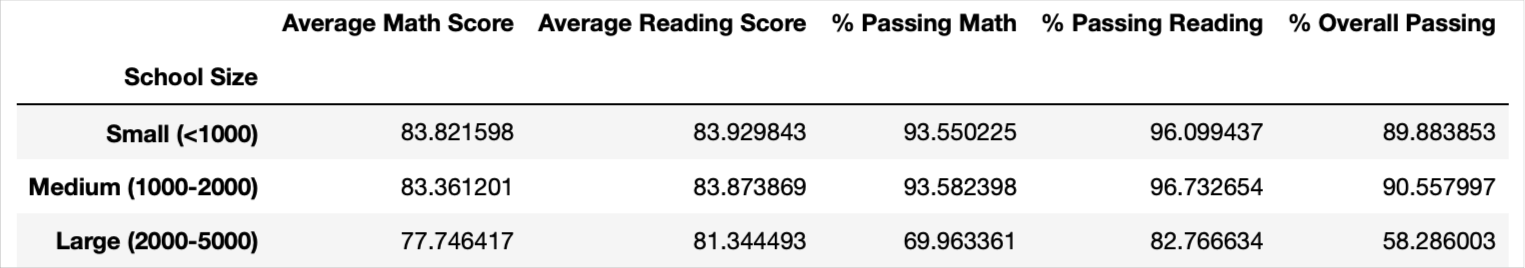 Average Math Score Average Reading Score % Passing Math % Passing Reading % Overall Passing
School Size
Small (<1000) 83.821598 83.929843 93.550225 96.099437 89.883853
Medium (1000-2000) 83.361201 83.873869 93.582398 96.732654 90.557997
Large (2000-5000) 77.746417 81.344493 69.963361 82.766634 58.286003